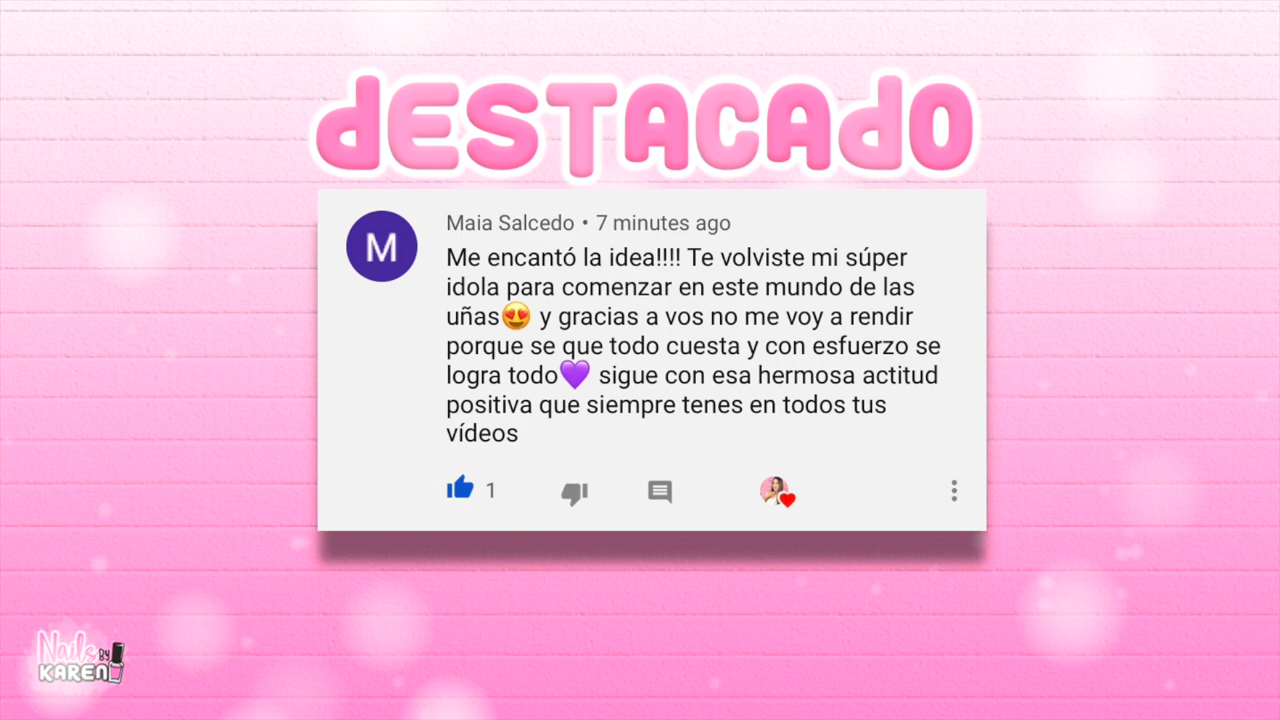 dESTACAdO
M
Maia Salcedo • 7 minutes ago
Me encantó la idea!!!! Te volviste mi súper
idola para comenzar en este mundo de las
uñas😍 y gracias a vos no me voy a rendir
porque se que todo cuesta y con esfuerzo se
logra todo💜 sigue con esa hermosa actitud
positiva que siempre tenes en todos tus
vídeos
1
Nails BY
KAREN